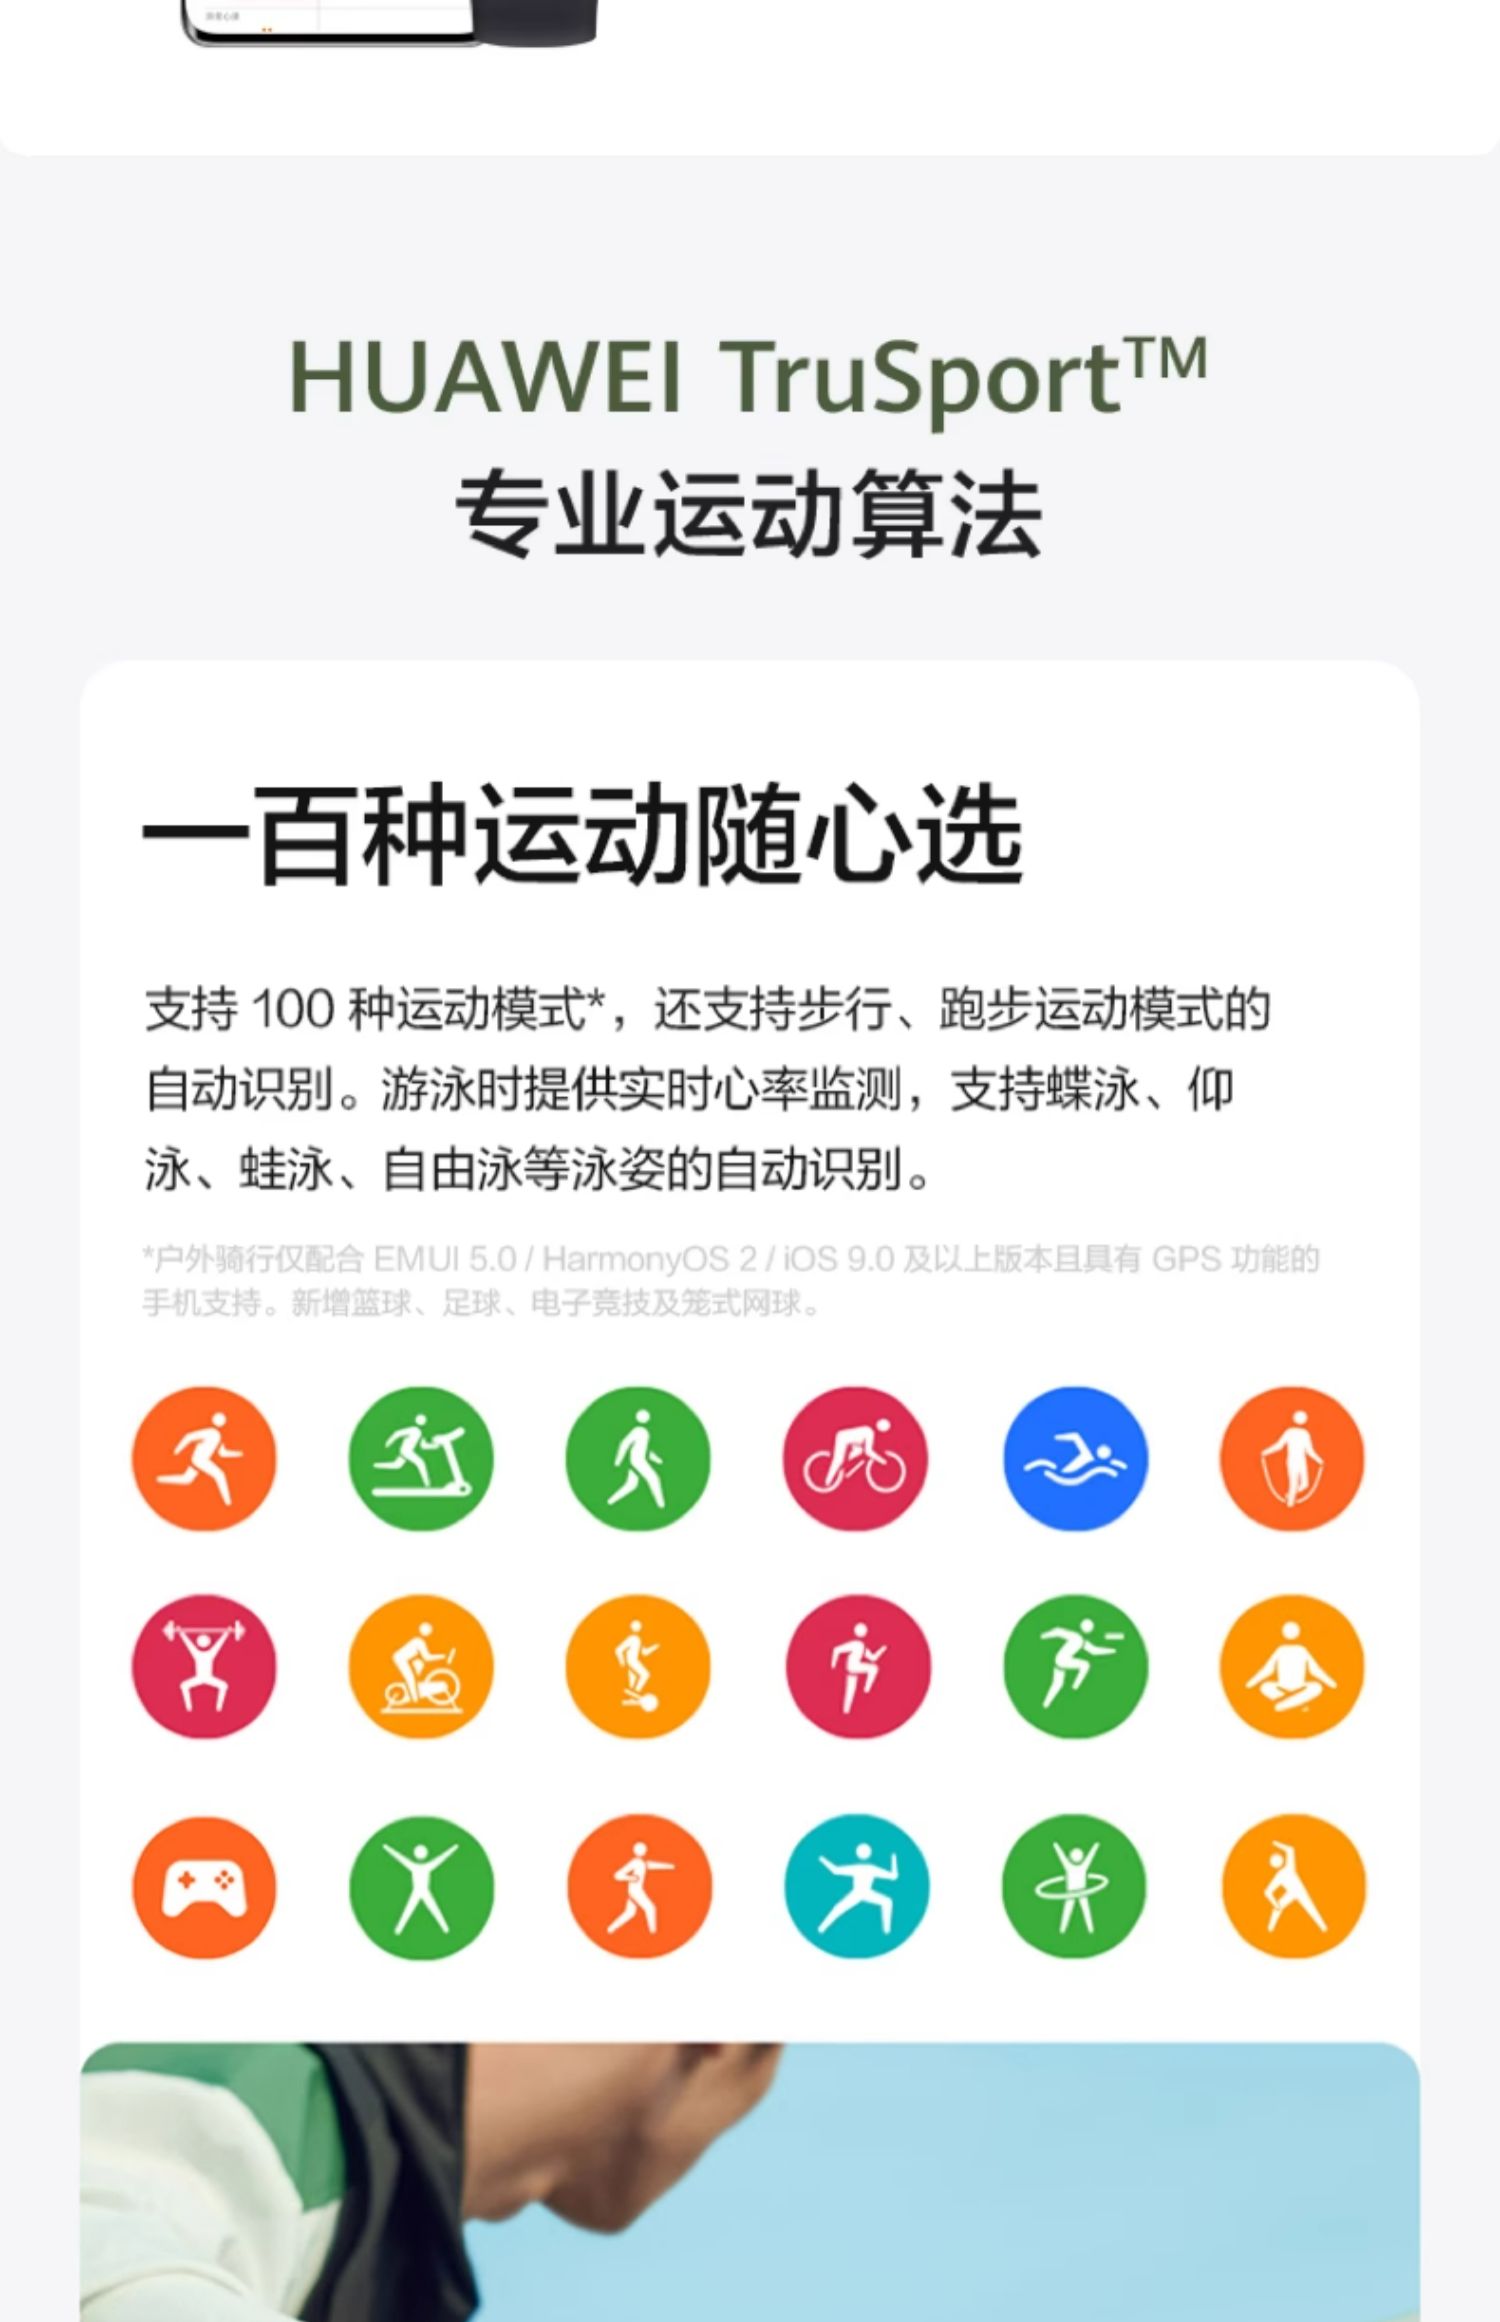 HUAWEI TruSport™
专业运动算法
一百种运动随心选
支持 100 种运动模式*，还支持步行、跑步运动模式的
自动识别。游泳时提供实时心率监测，支持蝶泳、仰
泳、蛙泳、自由泳等泳姿的自动识别。
*户外骑行仅配合 EMUI 5.0 / HarmonyOS 2 / iOS 9.0 及以上版本且具有 GPS 功能的
手机支持。新增篮球、足球、电子竞技及笼式网球。